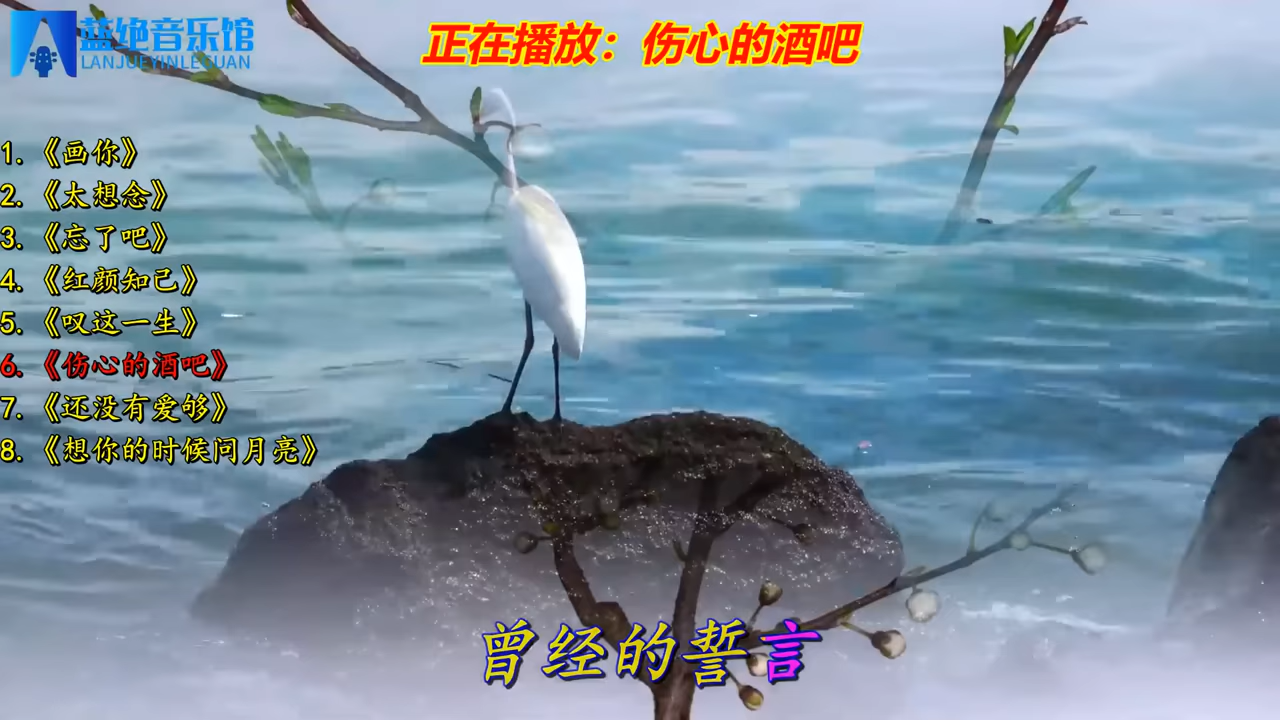 蓝绝音乐馆
LANJUEYINLEGUAN
正在播放：伤心的酒吧
1.《画你》
2.《太想念》
3.《忘了吧》
4.《红颜知己》
5.《叹这一生》
6.《伤心的酒吧》
7.《还没有爱够》
8.《想你的时候问月亮》
曾经的誓言